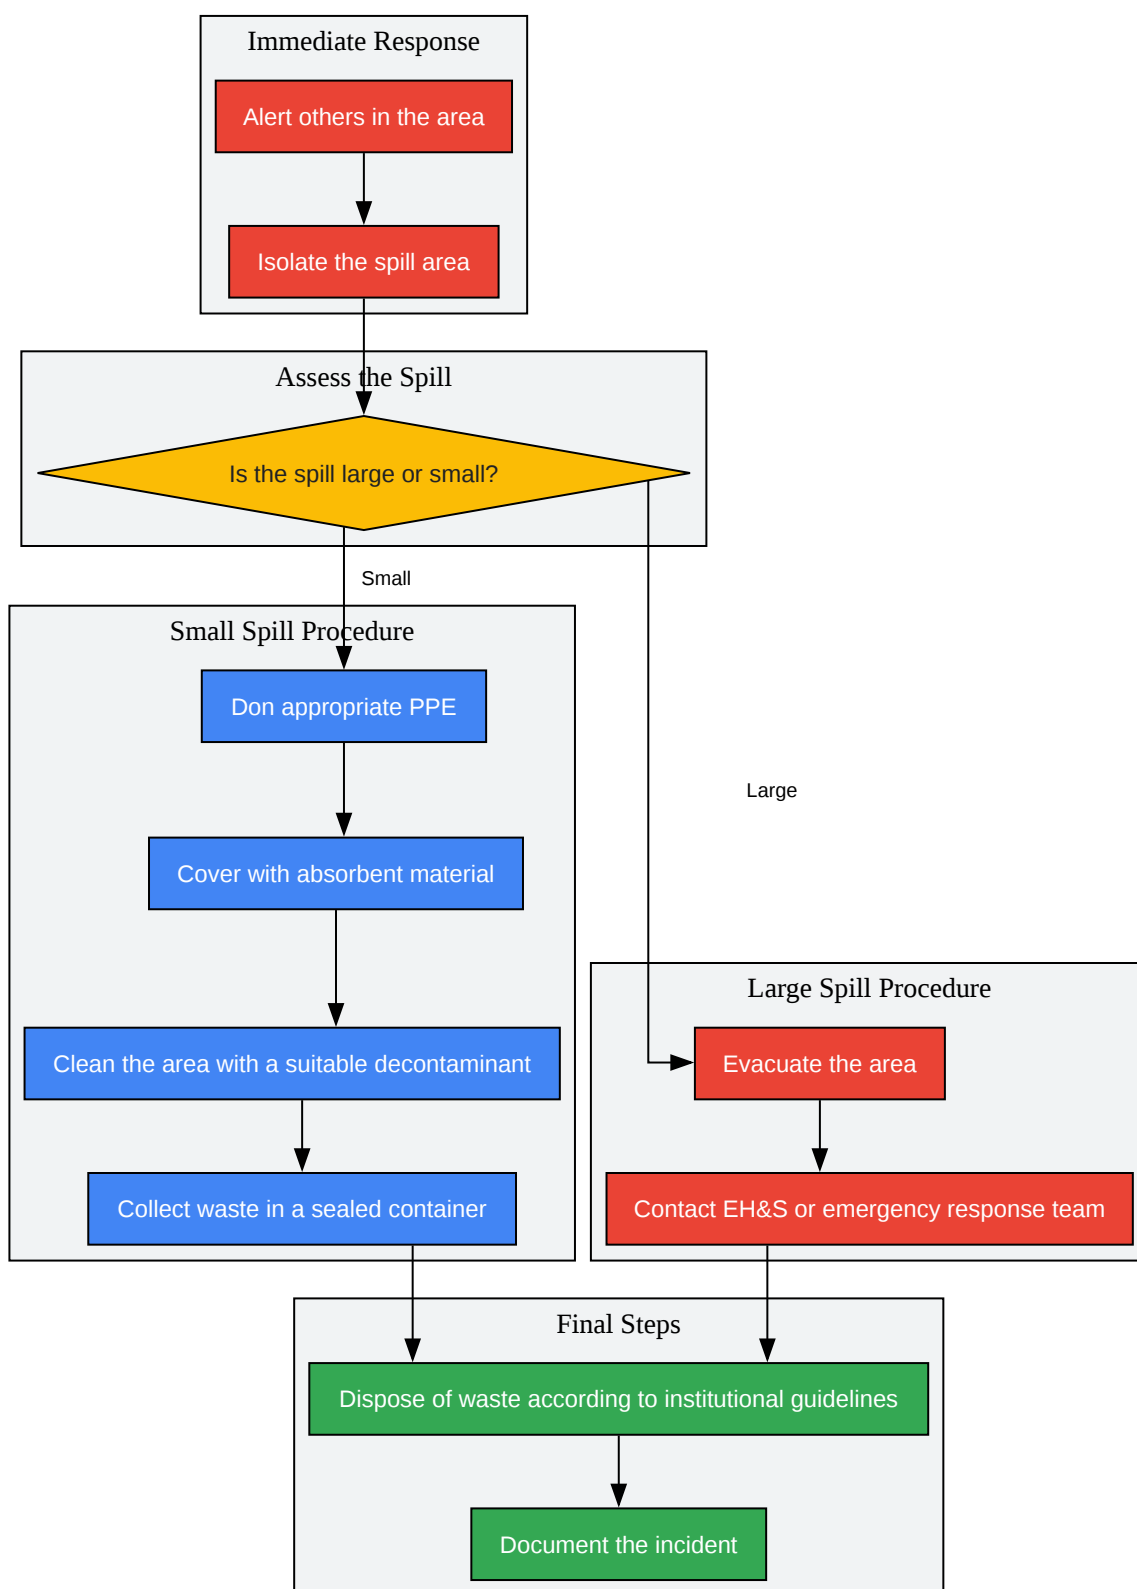 Immediate Response
Alert others in the area
Isolate the spill area
Assess the Spill
Is the spill large or small?
Small
Small Spill Procedure
Don appropriate PPE
Large
Cover with absorbent material
Large Spill Procedure
Clean the area with a suitable decontaminant
Evacuate the area
Collect waste in a sealed container
Contact EH&S or emergency response team
Final Steps
Dispose of waste according to institutional guidelines
Document the incident